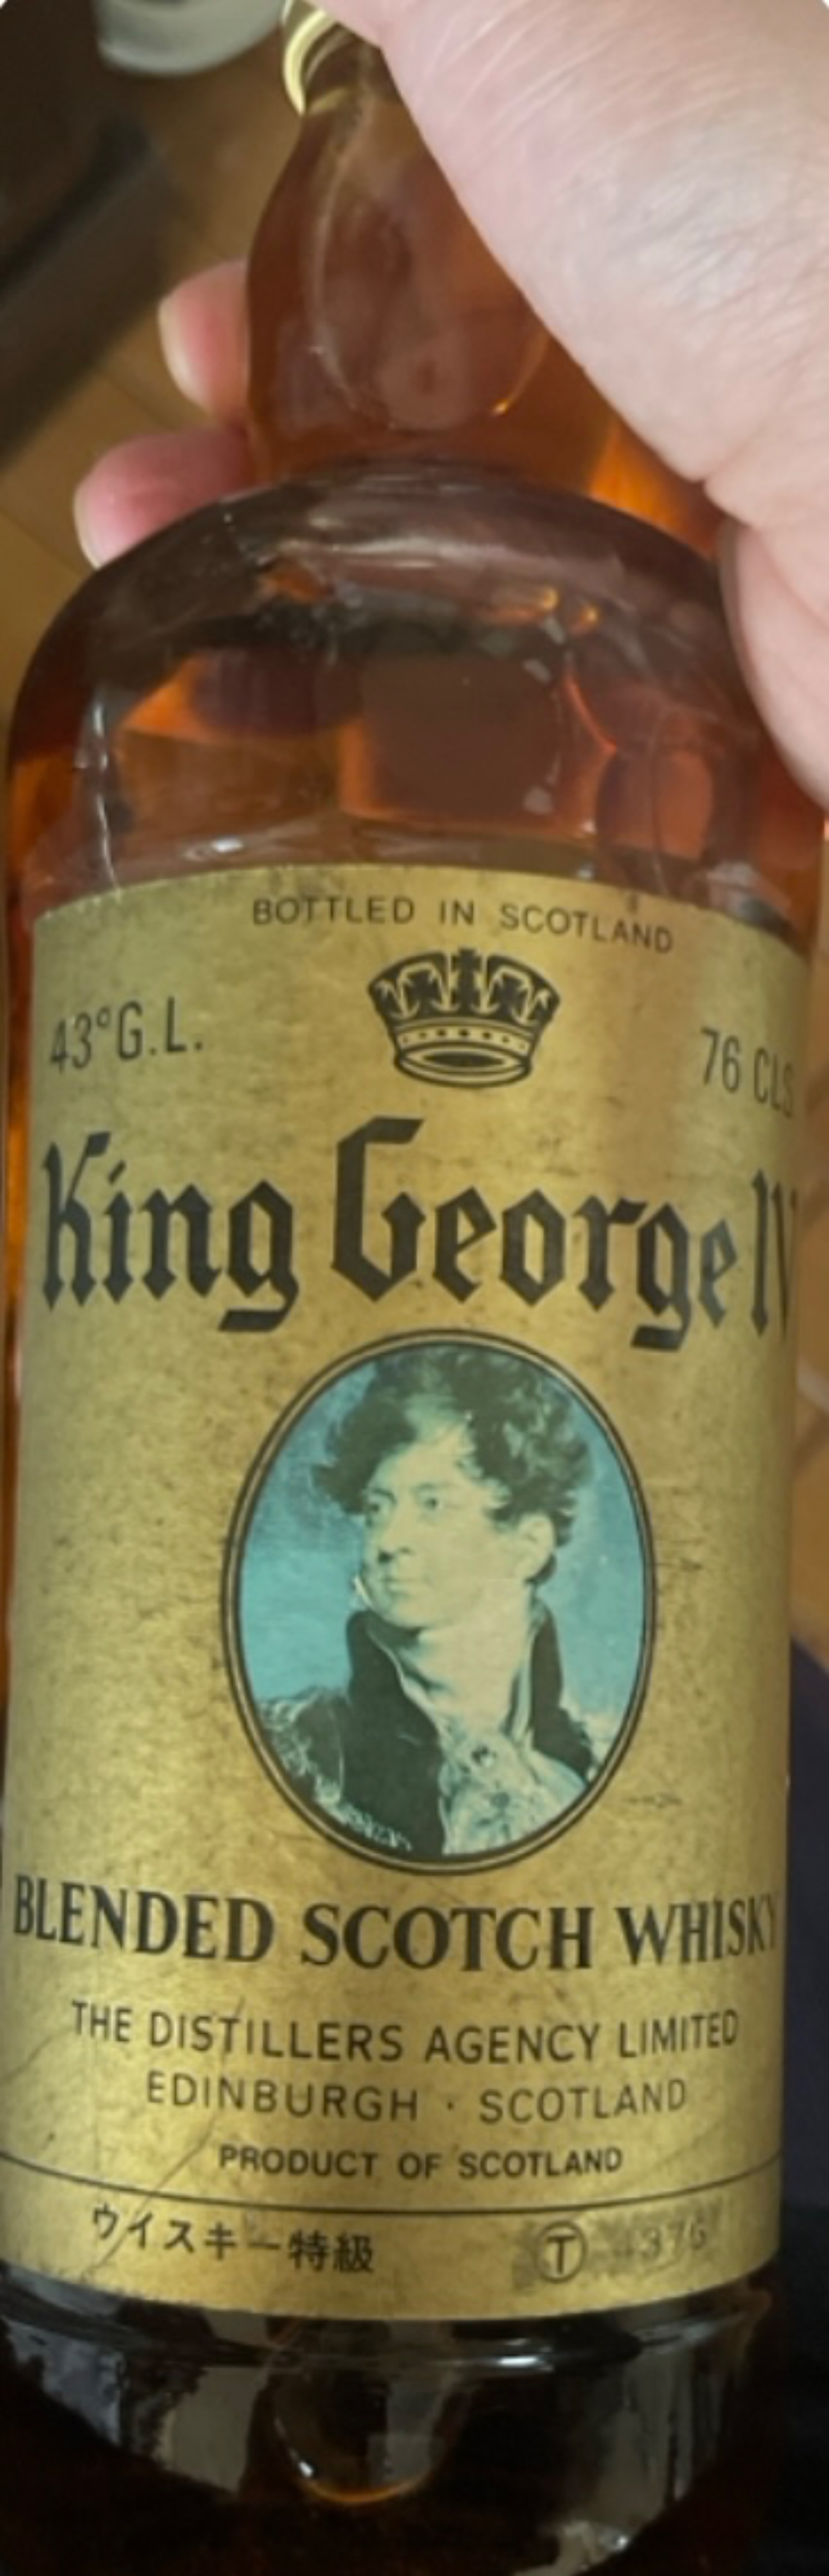 BOTTLED IN SCOTLAND
43°G.L. 76 CLS
King George IV
BLENDED SCOTCH WHISKY
THE DISTILLERS AGENCY LIMITED
EDINBURGH · SCOTLAND
PRODUCT OF SCOTLAND
ウイスキー特級 Ⓣ